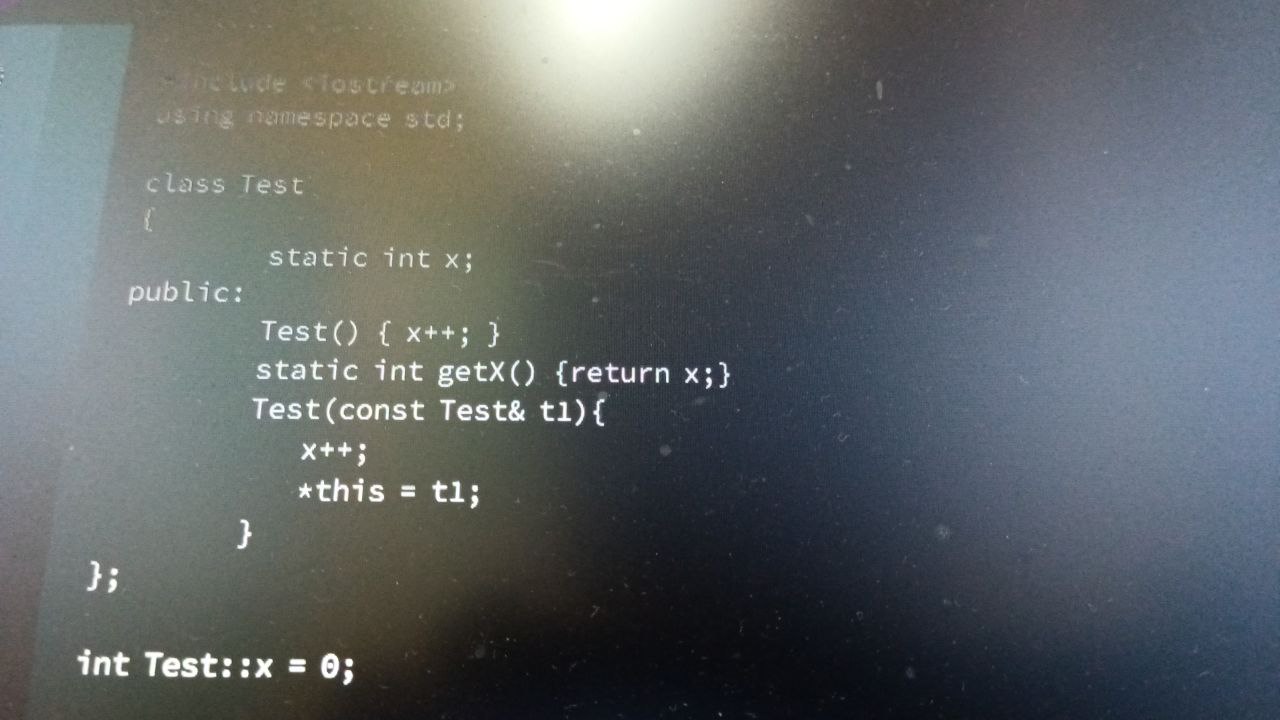 #include <iostream>
using namespace std;
class Test
{
static int x;
public:
Test() { x++; }
static int getX() {return x;}
Test(const Test& t1){
x++;
*this = t1;
}
};
int Test::x = 0;